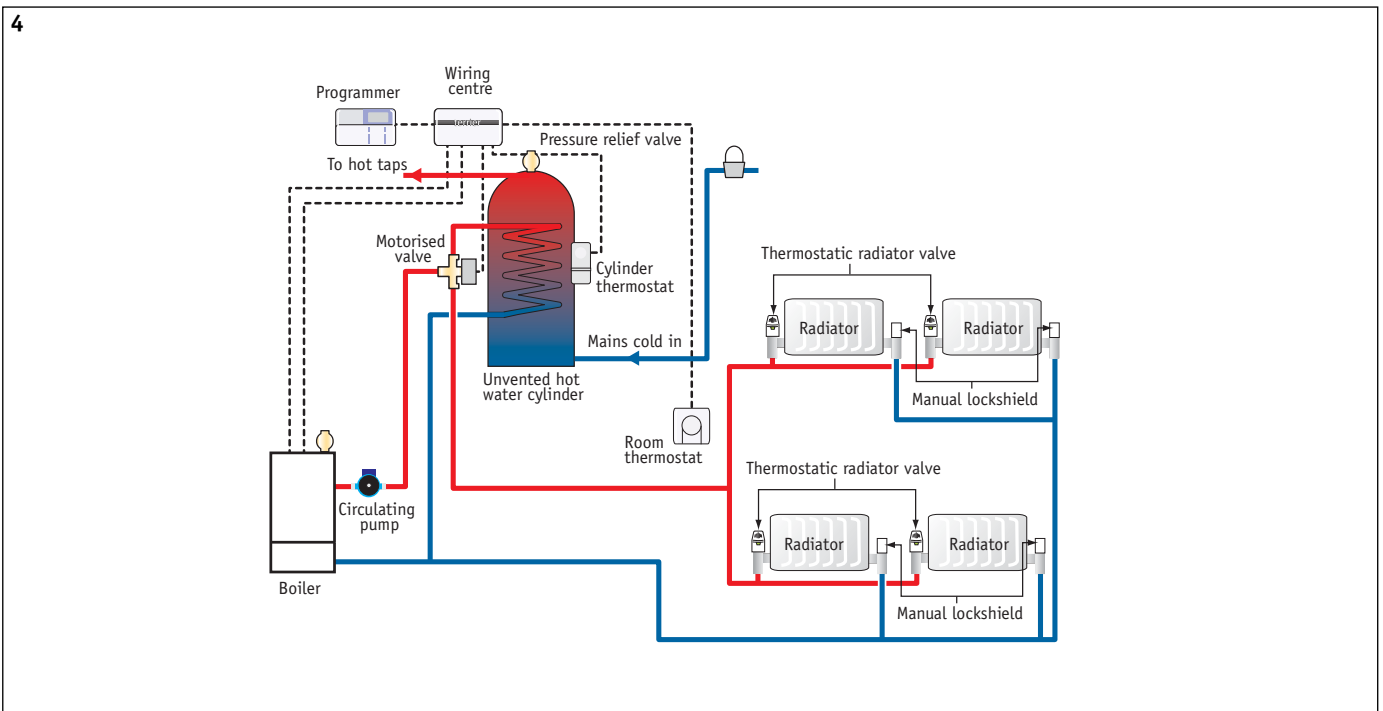 4
Wiring
centre
Programmer
terrier
Pressure relief valve
To hot taps
Motorised
valve
Cylinder
thermostat
Thermostatic radiator valve
Radiator
Radiator
Mains cold in
Unvented hot
water cylinder
Manual lockshield
Room
thermostat
Thermostatic radiator valve
Circulating
pump
Radiator
Radiator
Boiler
Manual lockshield